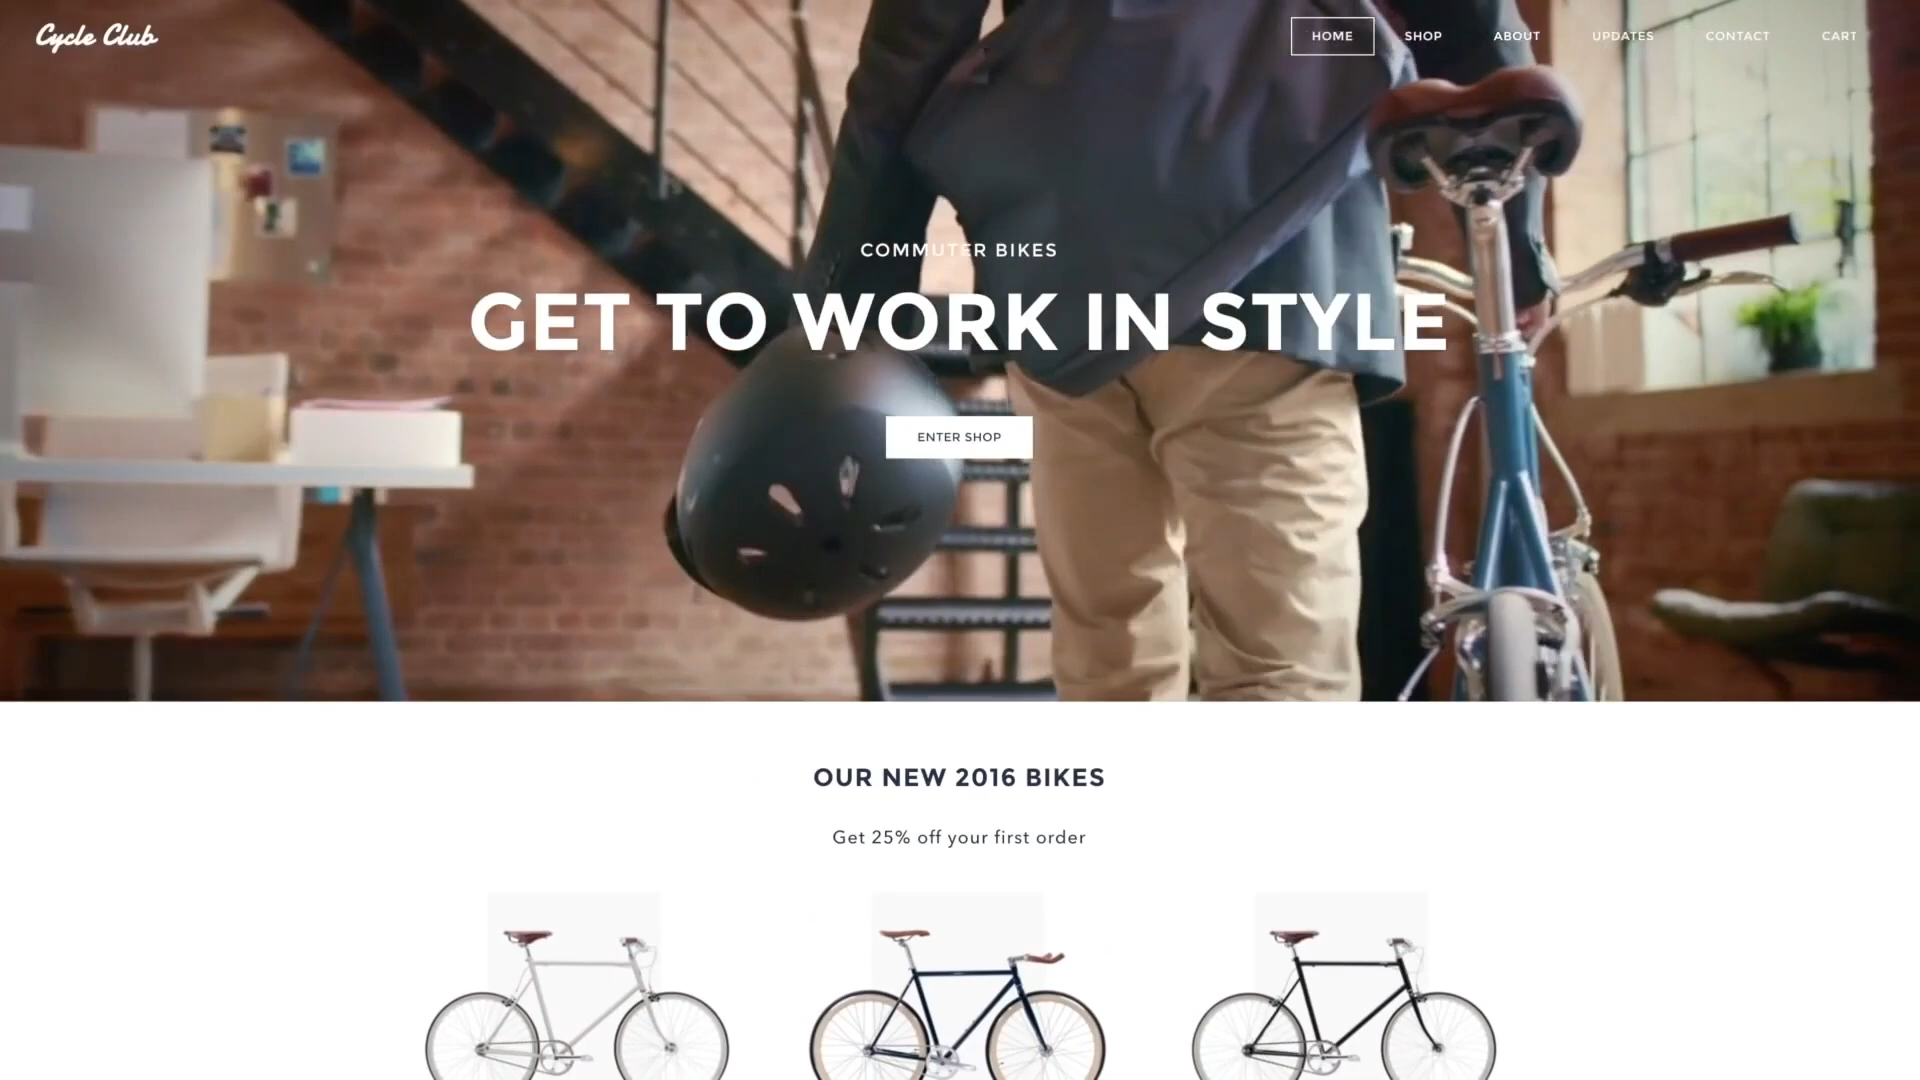 Cycle Club
HOME SHOP ABOUT UPDATES CONTACT CART
COMMUTER BIKES
GET TO WORK IN STYLE
ENTER SHOP
OUR NEW 2016 BIKES
Get 25% off your first order